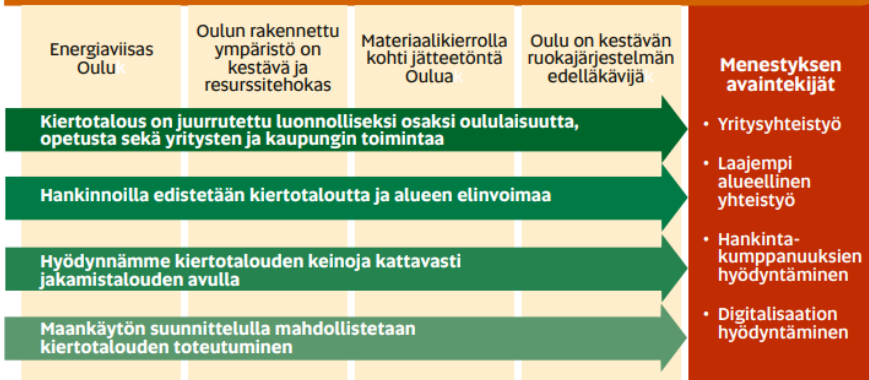 Energiaviisas
Oulu
Oulun rakennettu
ympäristö on
kestävä ja
resurssitehokas
Materiaalikierrolla
kohti jätteetöntä
Oulua
Oulu on kestävän
ruokajärjestelmän
edelläkävijä
Kiertotalous on juurrutettu luonnolliseksi osaksi oululaisuutta,
opetusta sekä yritysten ja kaupungin toimintaa
Hankinnoilla edistetään kiertotaloutta ja alueen elinvoimaa
Hyödynnämme kiertotalouden keinoja kattavasti
jakamistalouden avulla
Maankäytön suunnittelulla mahdollistetaan
kiertotalouden toteutuminen
Menestyksen
avaintekijät
• Yritysyhteistyö
• Laajempi
alueellinen
yhteistyö
• Hankinta-
kumppanuuksien
hyödyntäminen
• Digitalisaation
hyödyntäminen